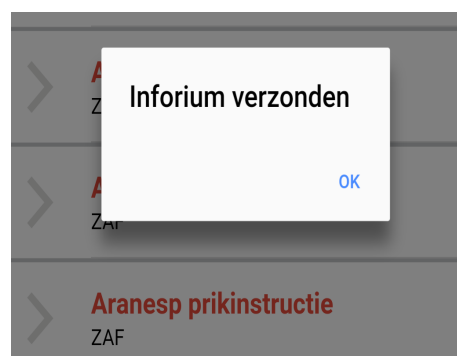 A
Z
Inforium verzonden
OK
A
ZAF
Aranesp prikinstructie
ZAF